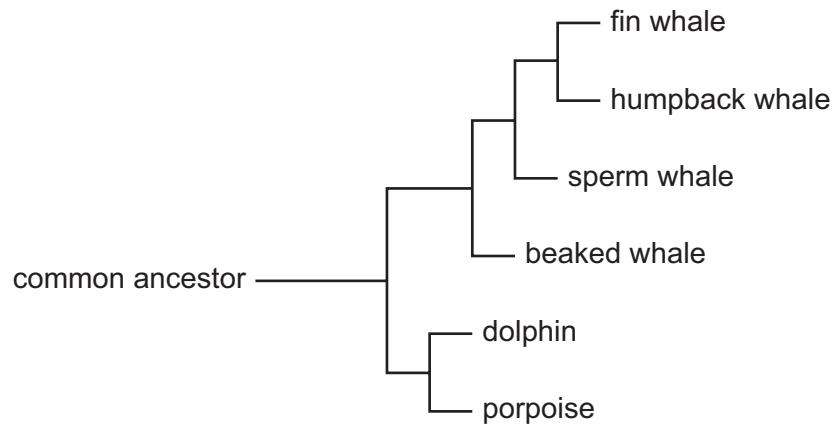 fin whale
humpback whale
sperm whale
beaked whale
common ancestor
dolphin
porpoise